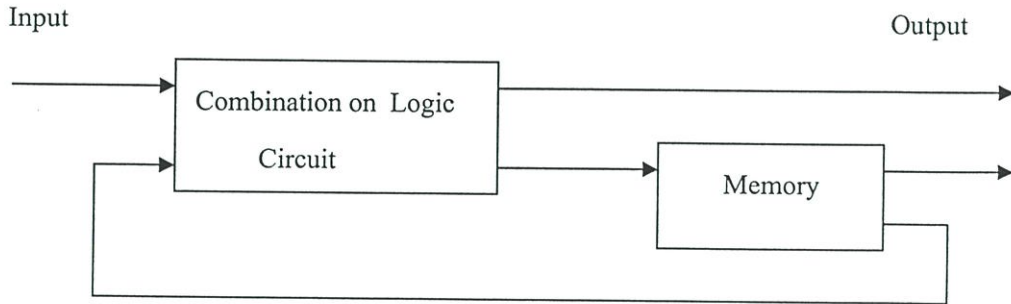 Input
Output
Combination on Logic
Circuit
Memory